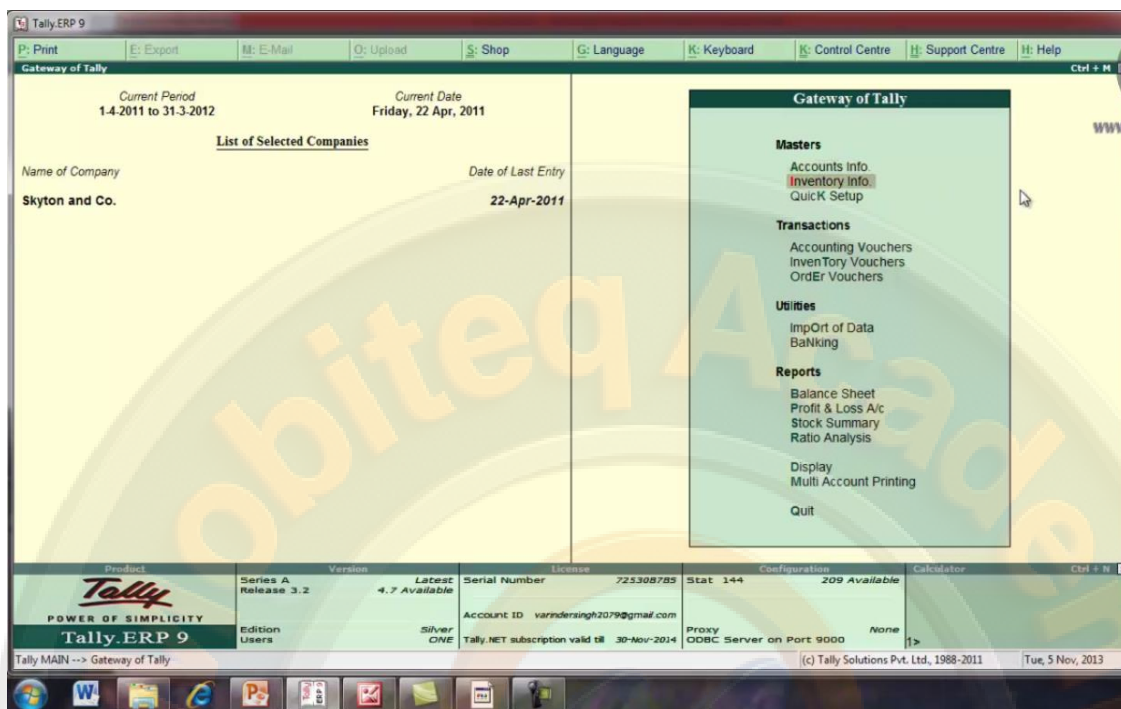 Tally.ERP 9
P: Print E: Export M: E-Mail O: Upload S: Shop G: Language K: Keyboard K: Control Centre H: Support Centre H: Help
Gateway of Tally Ctrl + M
Current Period
1-4-2011 to 31-3-2012
Current Date
Friday, 22 Apr, 2011
List of Selected Companies
Name of Company Date of Last Entry
Skyton and Co. 22-Apr-2011
Gateway of Tally
www
Masters
Accounts Info.
Inventory Info.
QuicK Setup
Transactions
Accounting Vouchers
InvenTory Vouchers
OrdEr Vouchers
Utilities
ImpOrt of Data
BaNking
Reports
Balance Sheet
Profit & Loss A/c
Stock Summary
Ratio Analysis
Display
Multi Account Printing
Quit
obiteq Acade
Product Version License Configuration Calculator Ctrl + N
Tally
POWER OF SIMPLICITY
Tally.ERP 9
Series A Latest
Release 3.2 4.7 Available
Edition Silver
Users ONE
Serial Number 725308785
Account ID varindersingh2079@gmail.com
Tally.NET subscription valid till 30-Nov-2014
Stat 144 209 Available
Proxy None
ODBC Server on Port 9000
1>
Tally MAIN --> Gateway of Tally (c) Tally Solutions Pvt. Ltd., 1988-2011 Tue, 5 Nov, 2013